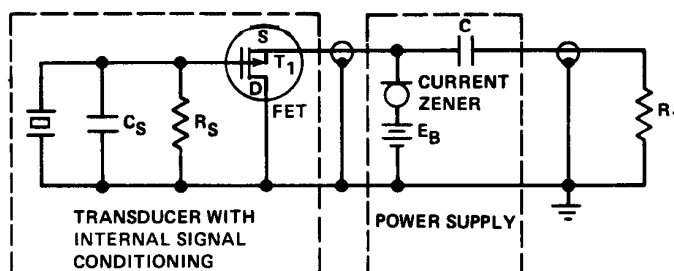 S
C
T1
D
FET
CURRENT
ZENER
CS
RS
EB
R
TRANSDUCER WITH
INTERNAL SIGNAL
CONDITIONING
POWER SUPPLY